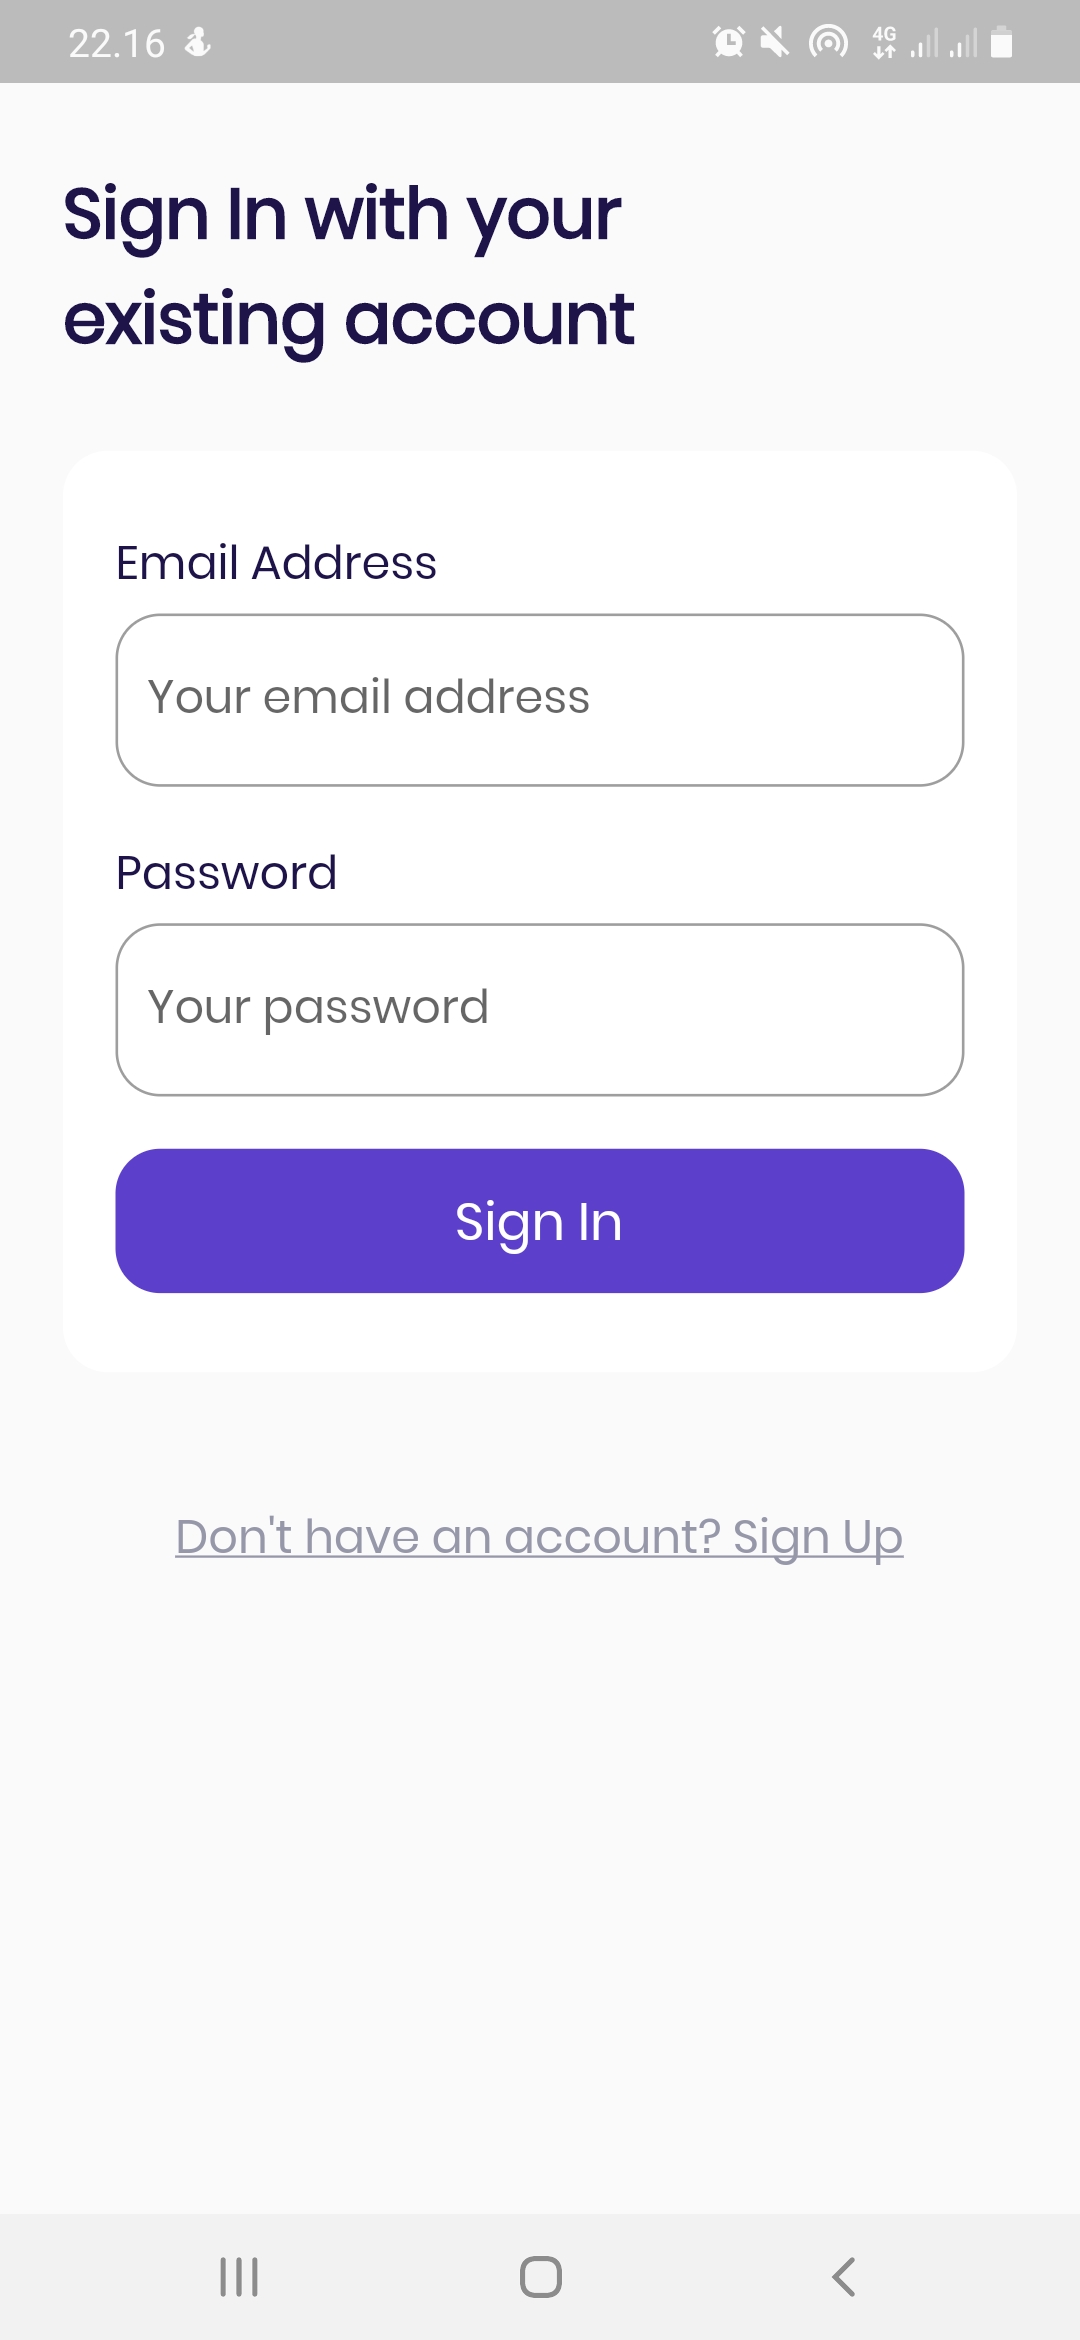 22.16
4G
Sign In with your
existing account
Email Address
Your email address
Password
Your password
Sign In
Don't have an account? Sign Up